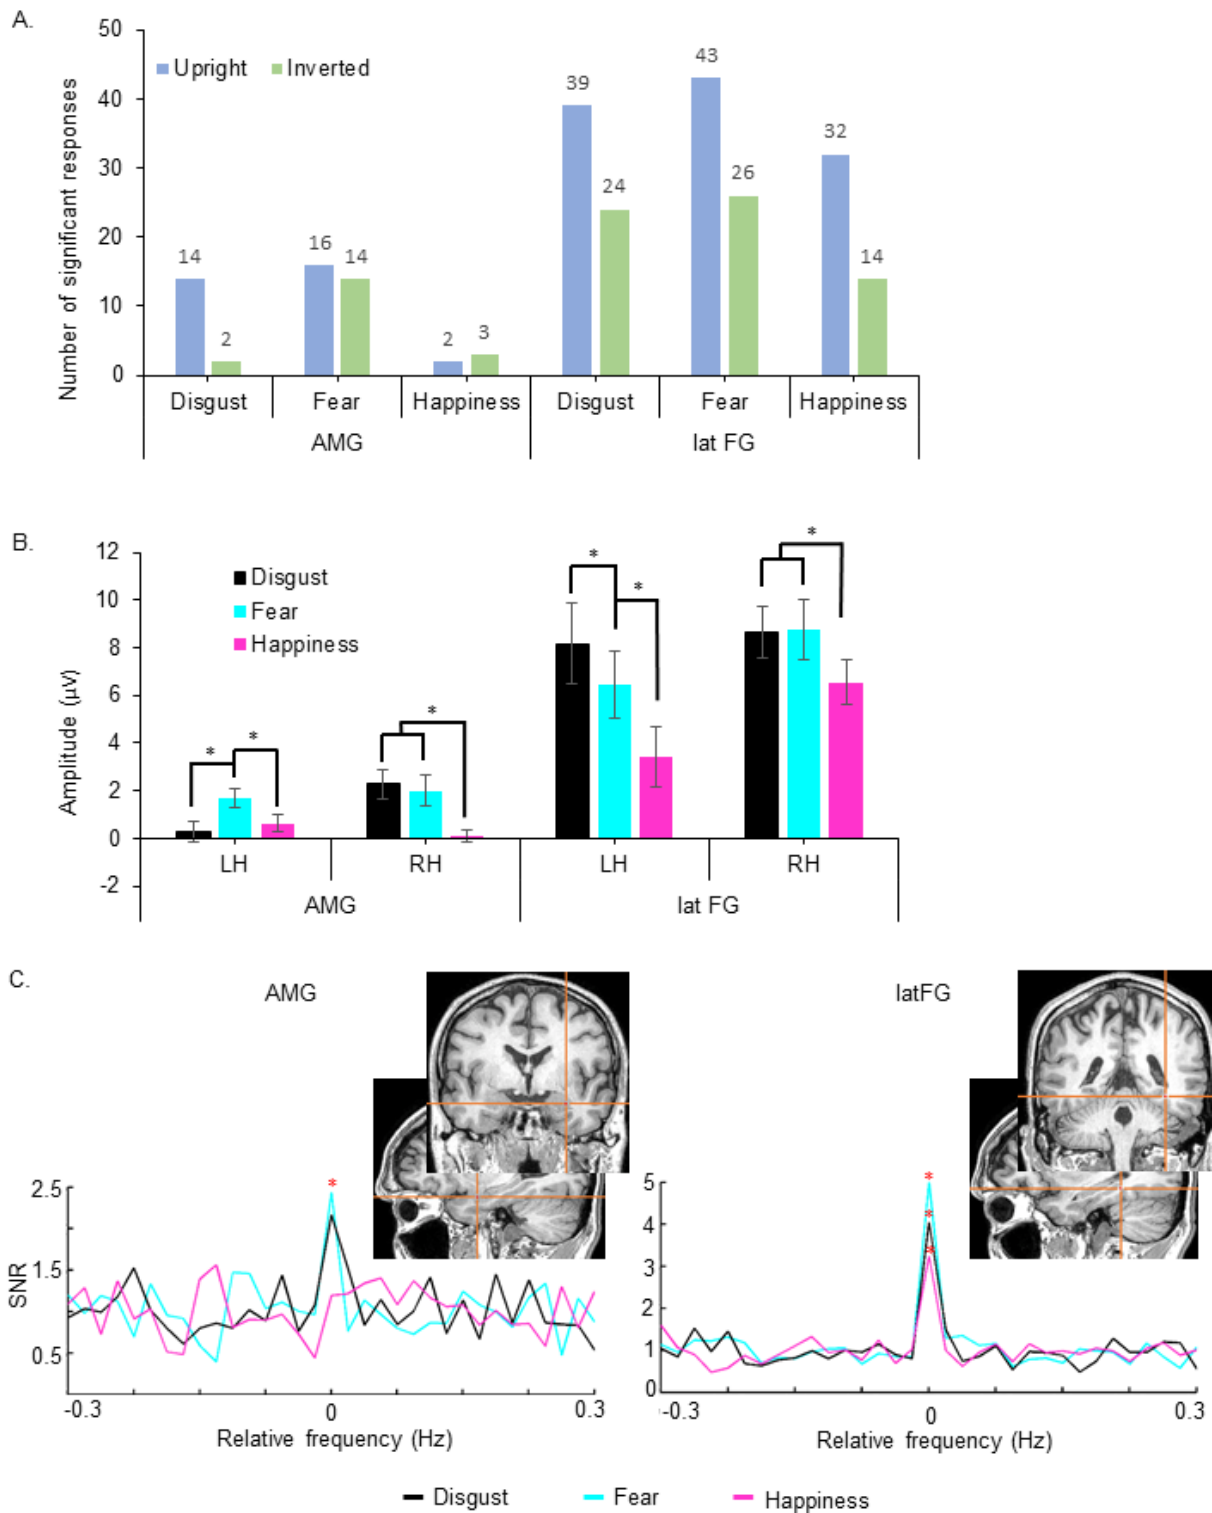 A.
Number of significant responses
50
40
30
20
10
0
Upright Inverted
14 2 16 14 2 3 39 24 43 26 32 14
Disgust Fear Happiness Disgust Fear Happiness
AMG lat FG
B.
Amplitude (µv)
12
10
8
6
4
2
0
-2
Disgust
Fear
Happiness
* * * * * *
LH RH LH RH
AMG lat FG
C.
AMG latFG
SNR
2.5
1.5
0.5
*
-0.3 0 0.3
Relative frequency (Hz)
5
4
3
2
1
0
*
*
*
-0.3 0 0.3
Relative frequency (Hz)
Disgust Fear Happiness